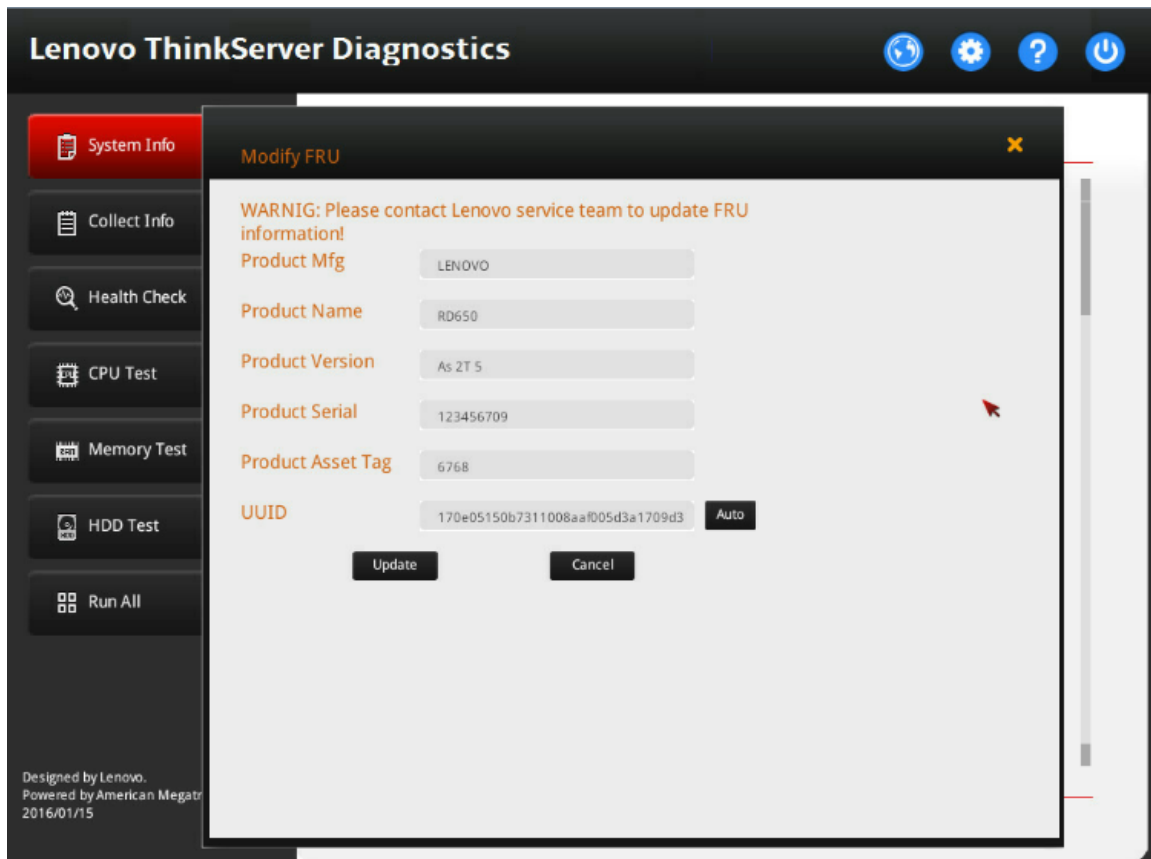 Lenovo ThinkServer Diagnostics
System Info
Collect Info
Health Check
CPU Test
Memory Test
HDD Test
Run All
Designed by Lenovo.
Powered by American Megatr
2016/01/15
Modify FRU
WARNIG: Please contact Lenovo service team to update FRU
information!
Product Mfg LENOVO
Product Name RD650
Product Version As 2T 5
Product Serial 123456709
Product Asset Tag 6768
UUID 170e05150b7311008aaf005d3a1709d3 Auto
Update Cancel